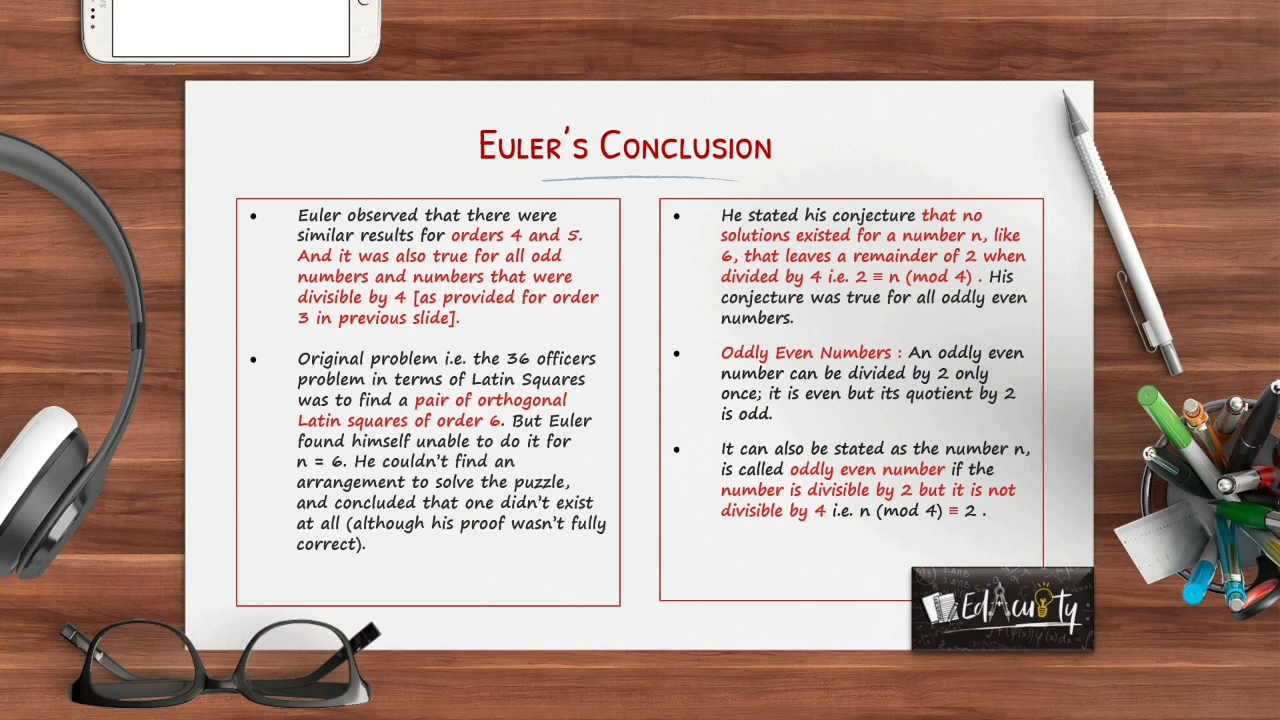 Euler's Conclusion
• Euler observed that there were
similar results for orders 4 and 5.
And it was also true for all odd
numbers and numbers that were
divisible by 4 [as provided for order
3 in previous slide].
• Original problem i.e. the 36 officers
problem in terms of Latin Squares
was to find a pair of orthogonal
Latin squares of order 6. But Euler
found himself unable to do it for
n = 6. He couldn't find an
arrangement to solve the puzzle,
and concluded that one didn't exist
at all (although his proof wasn't fully
correct).
• He stated his conjecture that no
solutions existed for a number n, like
6, that leaves a remainder of 2 when
divided by 4 i.e. 2 ≡ n (mod 4) . His
conjecture was true for all oddly even
numbers.
• Oddly Even Numbers : An oddly even
number can be divided by 2 only
once; it is even but its quotient by 2
is odd.
• It can also be stated as the number n,
is called oddly even number if the
number is divisible by 2 but it is not
divisible by 4 i.e. n (mod 4) ≡ 2 .
EdAcuity